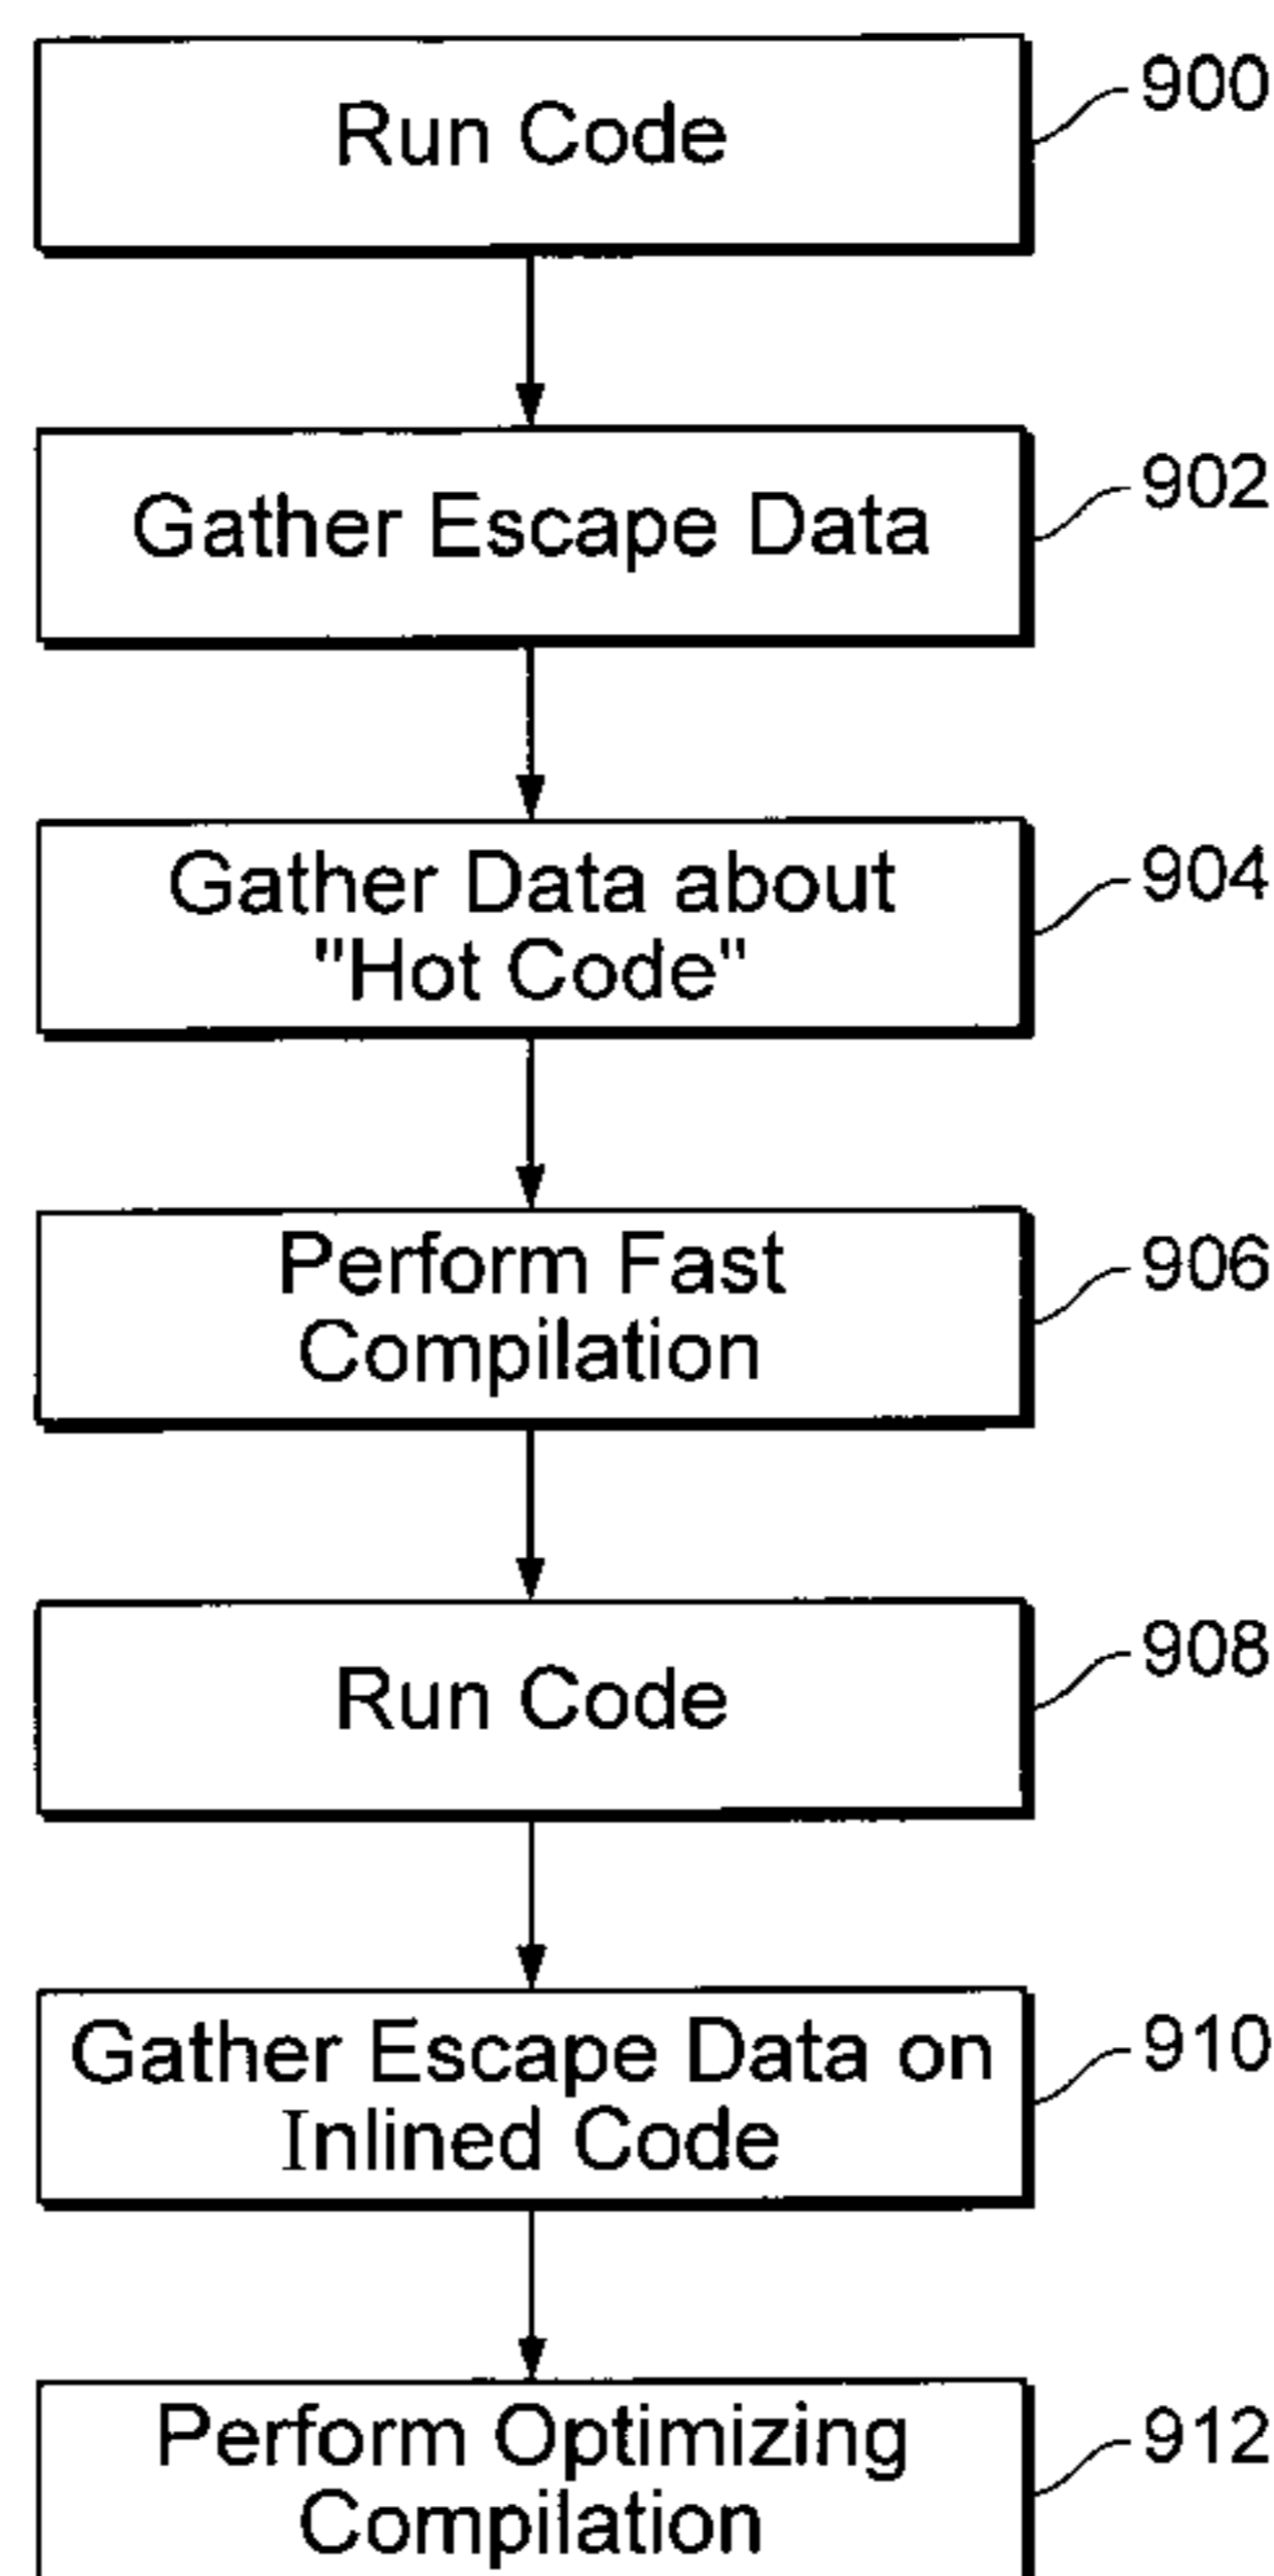 Run Code
900
Gather Escape Data
902
Gather Data about
"Hot Code"
904
Perform Fast
Compilation
906
Run Code
908
Gather Escape Data on
Inlined Code
910
Perform Optimizing
Compilation
912